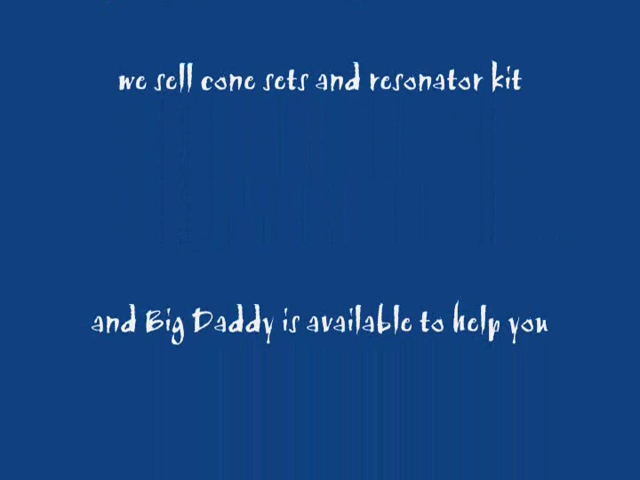 we sell cone sets and resonator kit
and Big Daddy is available to help you